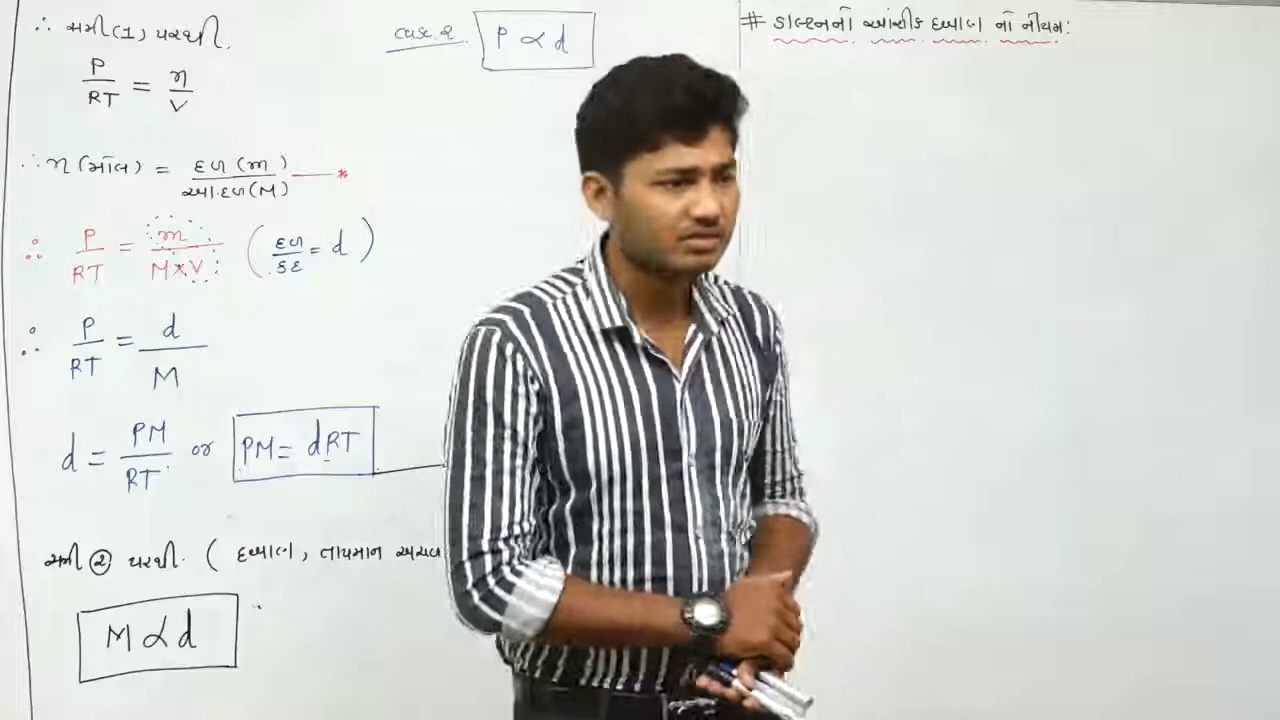 ∴ સમી(1) પરથી.
P/RT = n/V
∴ n (મોલ) = દળ (m) / આ.દળ(M) —*
∴ P/RT = m/M×V (દળ/કદ = d)
∴ P/RT = d/M
d = PM/RT or PM = dRT
સમી ② પરથી. ( દબાણ, તાપમાન અચળ
M ∝ d
case. ૨ P ∝ d
# ડાલ્ટનનો આંશીક દબાણ નો નીયમ: